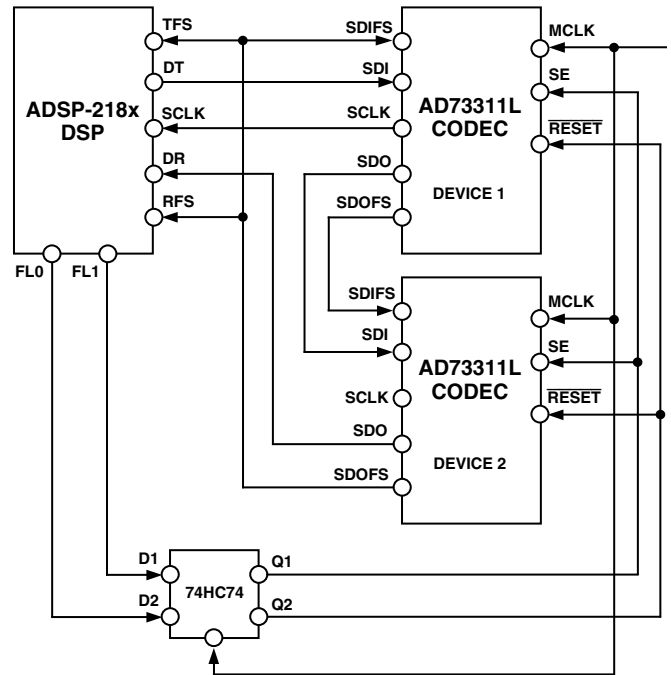 TFS
DT
SCLK
DR
RFS
ADSP-218x
DSP
FL0
FL1
SDIFS
SDI
SCLK
SDO
SDOFS
AD73311L
CODEC
DEVICE 1
MCLK
SE
RESET
SDIFS
SDI
SCLK
SDO
SDOFS
AD73311L
CODEC
DEVICE 2
MCLK
SE
RESET
D1
D2
74HC74
Q1
Q2